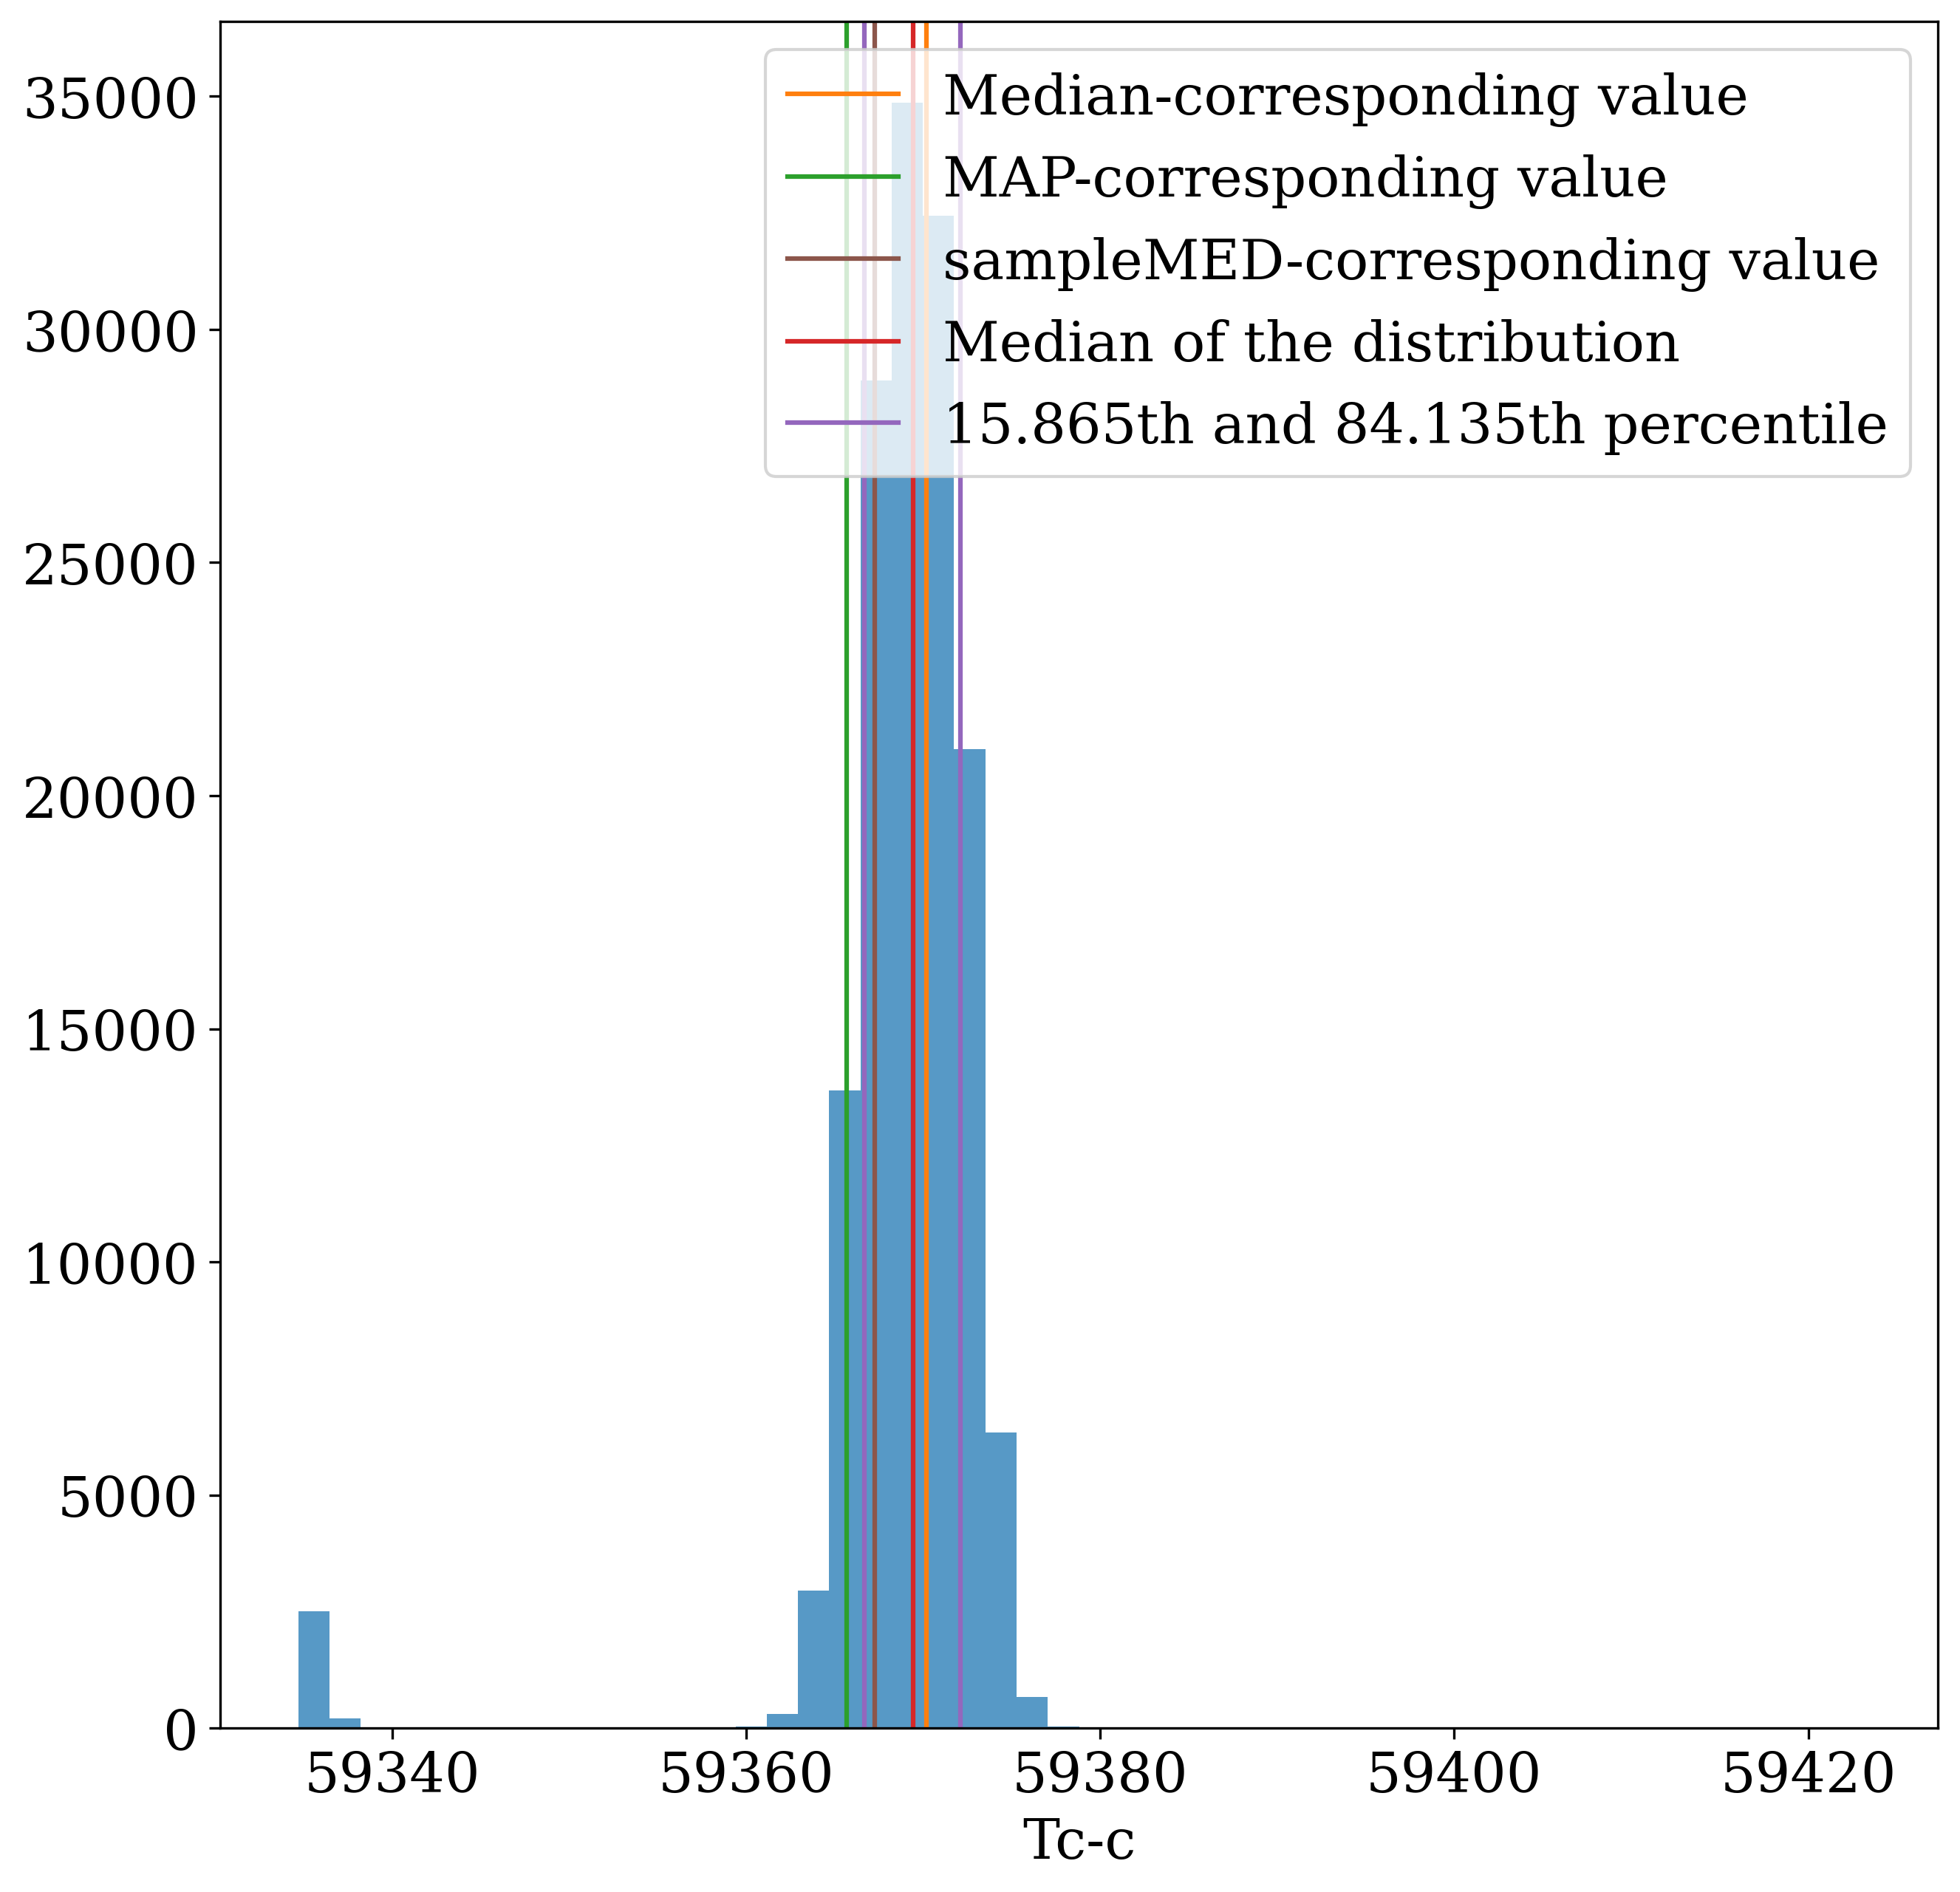 35000
30000
25000
20000
15000
10000
5000
0
Median-corresponding value
MAP-corresponding value
sampleMED-corresponding value
Median of the distribution
15.865th and 84.135th percentile
59340 59360 59380 59400 59420
Tc-c